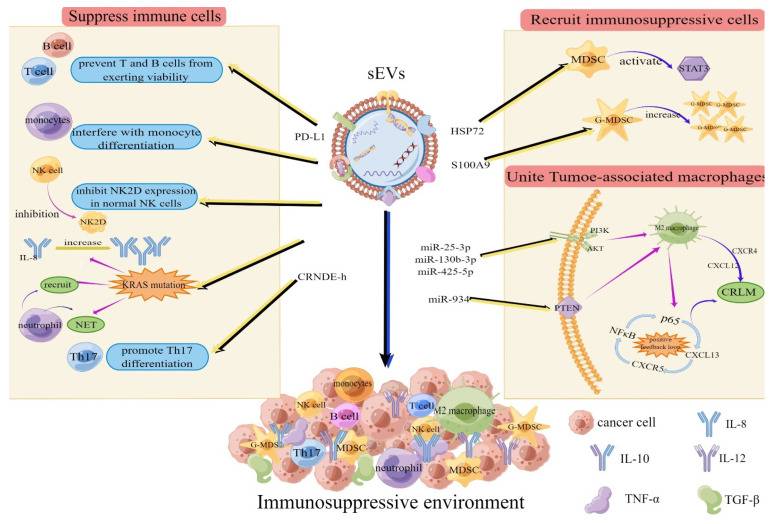 Suppress immune cells
B cell
T cell
prevent T and B cells from
exerting viability
monocytes
interfere with monocyte
differentiation
NK cell
inhibition
NK2D
inhibit NK2D expression
in normal NK cells
IL-8
increase
KRAS mutation
recruit
neutrophil
NET
Th17
promote Th17
differentiation
sEVs
PD-L1
HSP72
S100A9
CRNDE-h
miR-25-3p
miR-130b-3p
miR-425-5p
miR-934
Recruit immunosuppressive cells
MDSC
activate
STAT3
G-MDSC
increase
G-MDSC
G-MDSC
G-MDSC
G-MDSC
Unite Tumoe-associated macrophages
PI3K
AKT
M2 macrophage
CXCR4
CXCL12
CRLM
PTEN
p65
NFκB
positive
feedback loop
CXCL13
CXCR5
monocytes
NK cell
B cell
T cell
M2 macrophage
NK cell
G-MDSC
G-MDS
Th17
MDSC
neutrophil
MDSC
Immunosuppressive environment
cancer cell
IL-8
IL-10
IL-12
TNF-α
TGF-β